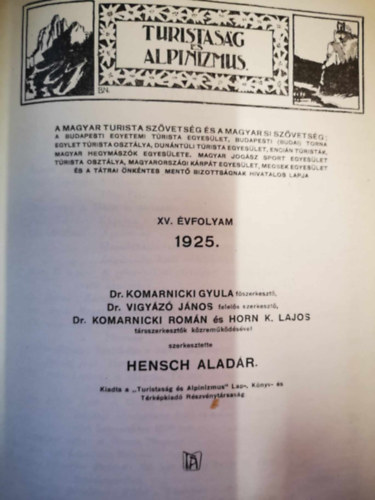 TURISTASÁG
ÉS
ALPINIZMUS.
A MAGYAR TURISTA SZÖVETSÉG ÉS A MAGYAR SI SZÖVETSÉG;
A BUDAPESTI EGYETEMI TURISTA EGYESÜLET, BUDAPESTI (BUDAI) TORNA
EGYLET TURISTA OSZTÁLYA, DUNÁNTÚLI TURISTA EGYESÜLET, ENCIÁN TURISTÁK,
MAGYAR HEGYMÁSZÓK EGYESÜLETE, MAGYAR JOGÁSZ SPORT EGYESÜLET
TURISTA OSZTÁLYA, MAGYARORSZÁGI KÁRPÁT EGYESÜLET, MECSEK EGYESÜLET
ÉS A TÁTRAI ÖNKÉNTES MENTŐ BIZOTTSÁGNAK HIVATALOS LAPJA
XV. ÉVFOLYAM
1925.
Dr. KOMARNICKI GYULA főszerkesztő,
Dr. VIGYÁZÓ JÁNOS felelős szerkesztő,
Dr. KOMARNICKI ROMÁN és HORN K. LAJOS
társszerkesztők közreműködésével
szerkesztette
HENSCH ALADÁR.
Kiadta a „Turistaság és Alpinizmus" Lap-, Könyv- és
Térképkiadó Részvénytársaság